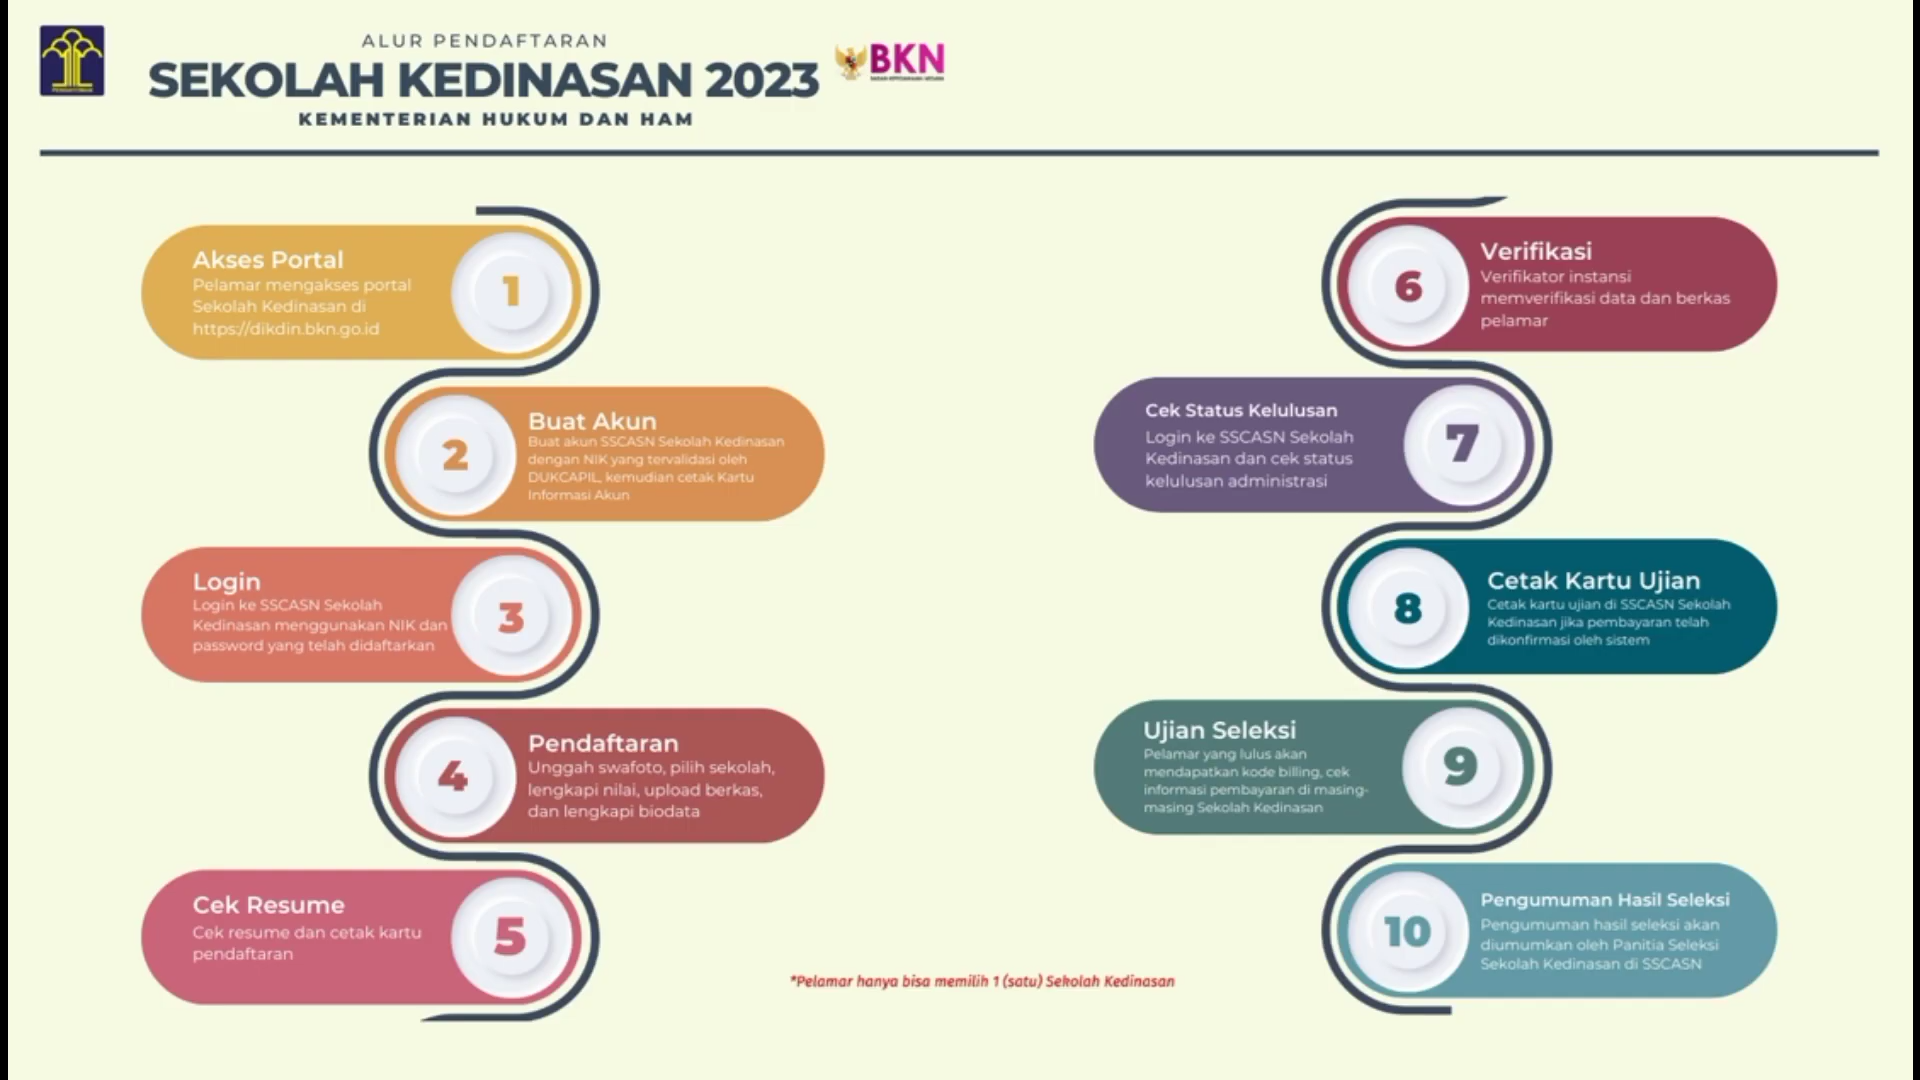 ALUR PENDAFTARAN
SEKOLAH KEDINASAN 2023
KEMENTERIAN HUKUM DAN HAM
BKN
1
Akses Portal
Pelamar mengakses portal
Sekolah Kedinasan di
https://dikdin.bkn.go.id
2
Buat Akun
Buat akun SSCASN Sekolah Kedinasan
dengan NIK yang tervalidasi oleh
DUKCAPIL, kemudian cetak Kartu
Informasi Akun
3
Login
Login ke SSCASN Sekolah
Kedinasan menggunakan NIK dan
password yang telah didaftarkan
4
Pendaftaran
Unggah swafoto, pilih sekolah,
lengkapi nilai, upload berkas,
dan lengkapi biodata
5
Cek Resume
Cek resume dan cetak kartu
pendaftaran
6
Verifikasi
Verifikator instansi
memverifikasi data dan berkas
pelamar
7
Cek Status Kelulusan
Login ke SSCASN Sekolah
Kedinasan dan cek status
kelulusan administrasi
8
Cetak Kartu Ujian
Cetak kartu ujian di SSCASN Sekolah
Kedinasan jika pembayaran telah
dikonfirmasi oleh sistem
9
Ujian Seleksi
Pelamar yang lulus akan
mendapatkan kode billing, cek
informasi pembayaran di masing-
masing Sekolah Kedinasan
10
Pengumuman Hasil Seleksi
Pengumuman hasil seleksi akan
diumumkan oleh Panitia Seleksi
Sekolah Kedinasan di SSCASN
*Pelamar hanya bisa memilih 1 (satu) Sekolah Kedinasan